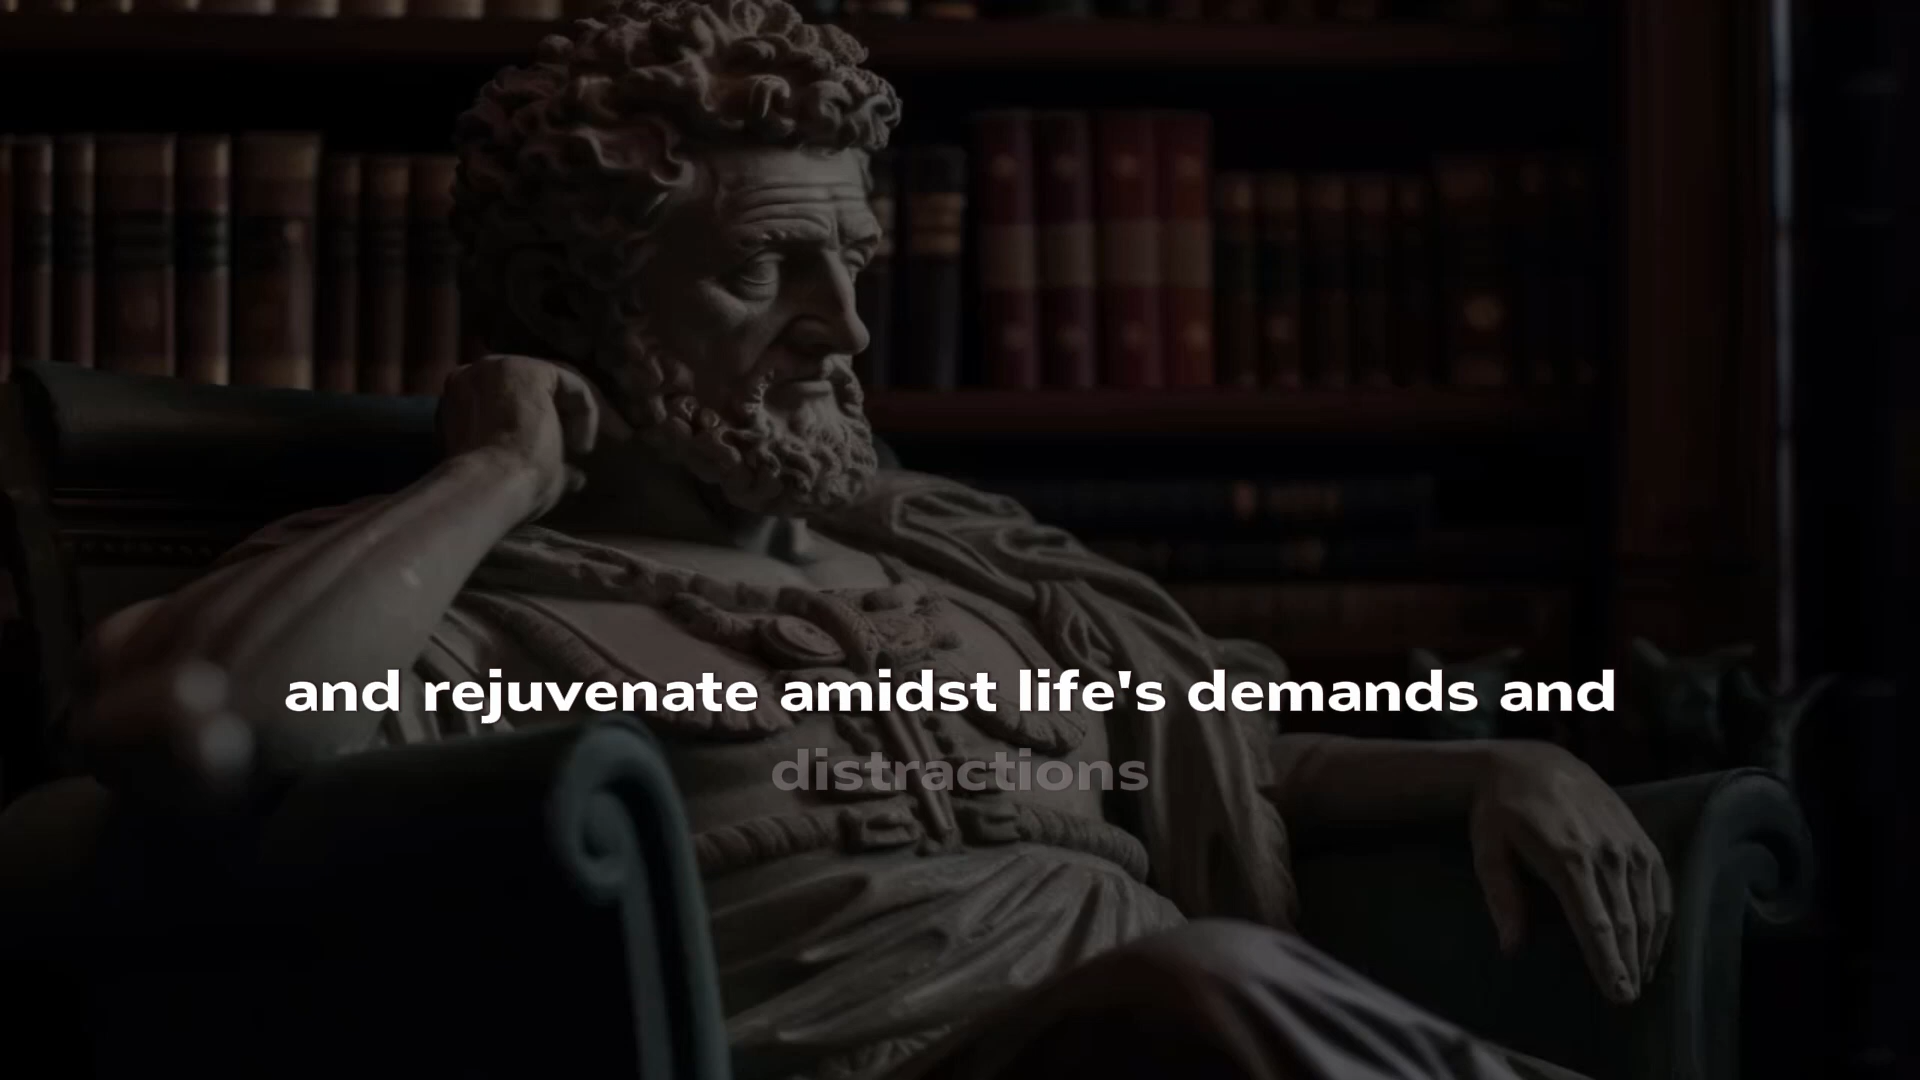 and rejuvenate amidst life's demands and
distractions